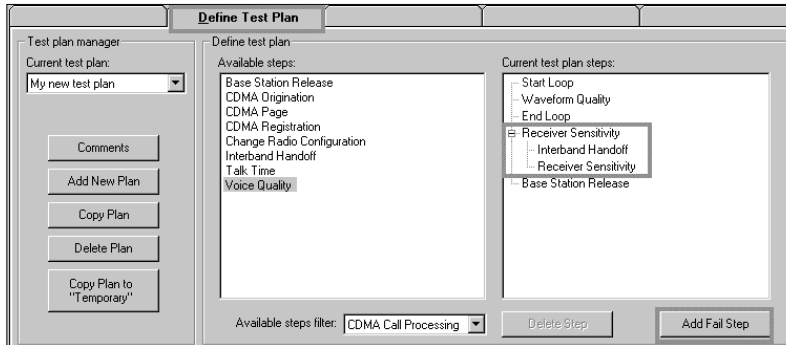 Define Test Plan
Test plan manager
Current test plan:
My new test plan
Comments
Add New Plan
Copy Plan
Delete Plan
Copy Plan to
"Temporary"
Define test plan
Available steps:
Base Station Release
CDMA Origination
CDMA Page
CDMA Registration
Change Radio Configuration
Interband Handoff
Talk Time
Voice Quality
Current test plan steps:
Start Loop
Waveform Quality
End Loop
Receiver Sensitivity
Interband Handoff
Receiver Sensitivity
Base Station Release
Available steps filter:
CDMA Call Processing
Delete Step
Add Fail Step